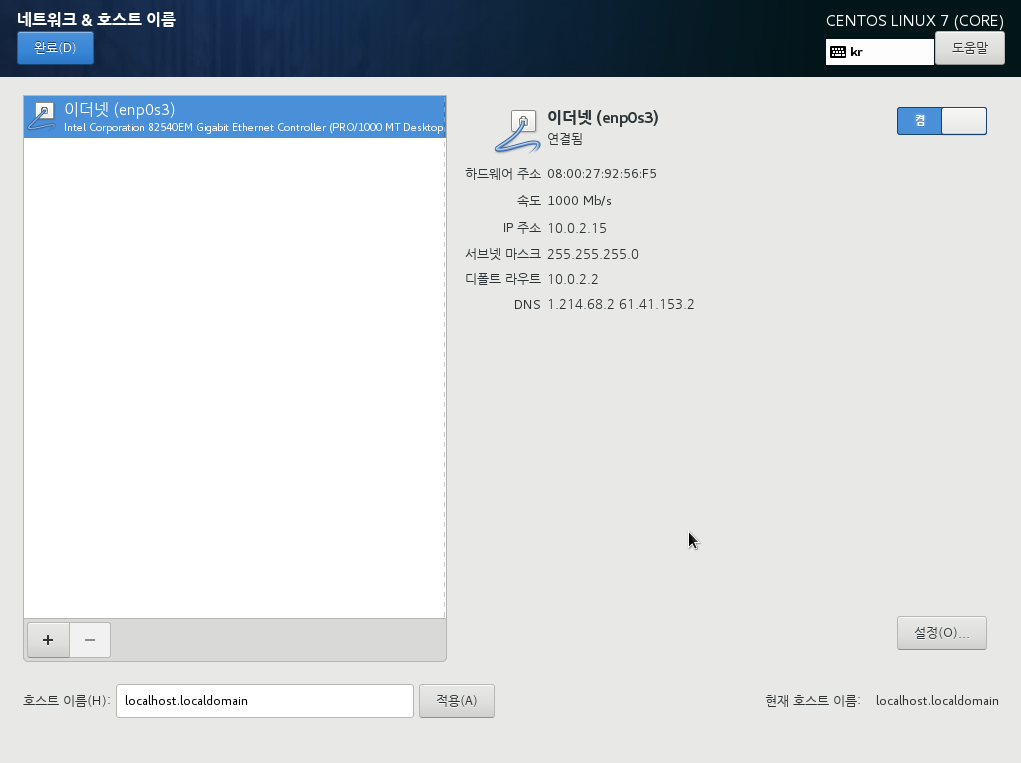 네트워크 & 호스트 이름
완료(D)
CENTOS LINUX 7 (CORE)
kr
도움말
이더넷 (enp0s3)
Intel Corporation 82540EM Gigabit Ethernet Controller (PRO/1000 MT Desktop
이더넷 (enp0s3)
연결됨
켬
하드웨어 주소 08:00:27:92:56:F5
속도 1000 Mb/s
IP 주소 10.0.2.15
서브넷 마스크 255.255.255.0
디폴트 라우트 10.0.2.2
DNS 1.214.68.2 61.41.153.2
+ −
설정(O)...
호스트 이름(H): localhost.localdomain 적용(A)
현재 호스트 이름: localhost.localdomain